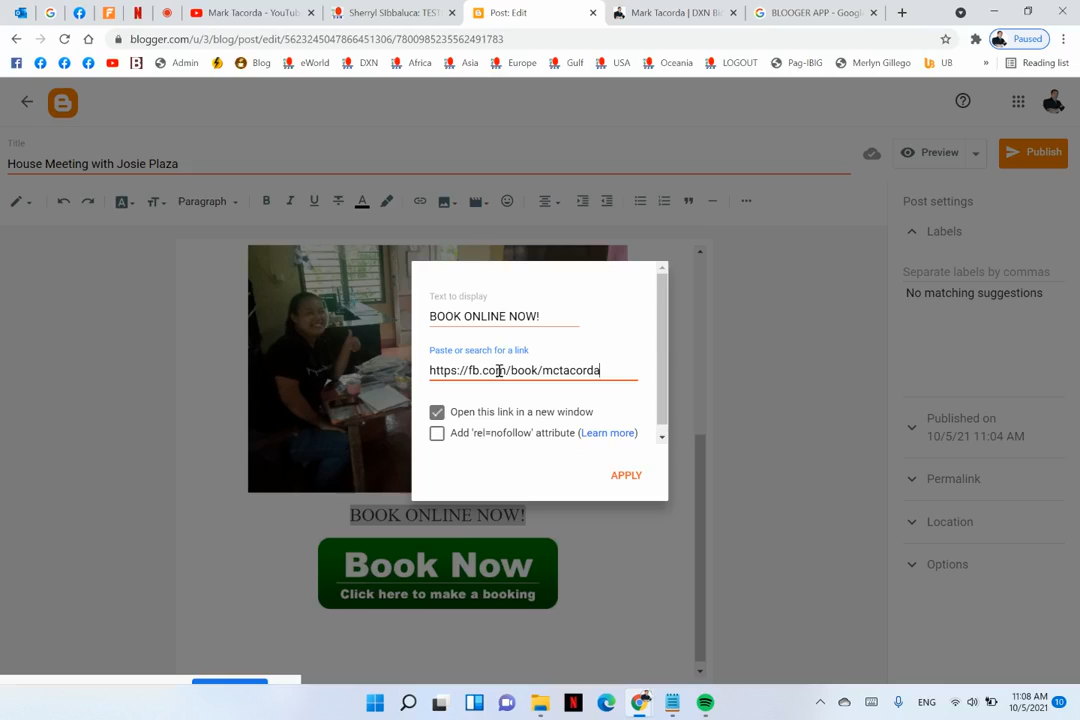 Mark Tacorda - YouTub
Sherryl SIbbaluca: TEST
Post: Edit
Mark Tacorda | DXN Bi
BLOOGER APP - Googl
blogger.com/u/3/blog/post/edit/5623245047866451306/7800985235562491783
Paused
Admin
Blog
eWorld
DXN
Africa
Asia
Europe
Gulf
USA
Oceania
LOGOUT
Pag-IBIG
Merlyn Gillego
UB
»
Reading list
Title
House Meeting with Josie Plaza
Preview
Publish
Paragraph
Post settings
Labels
Separate labels by commas
No matching suggestions
Text to display
BOOK ONLINE NOW!
Paste or search for a link
https://fb.com/book/mctacorda
Open this link in a new window
Add 'rel=nofollow' attribute (Learn more)
APPLY
Published on
10/5/21 11:04 AM
Permalink
Location
Options
BOOK ONLINE NOW!
Book Now
Click here to make a booking
ENG
11:08 AM
10/5/2021
10